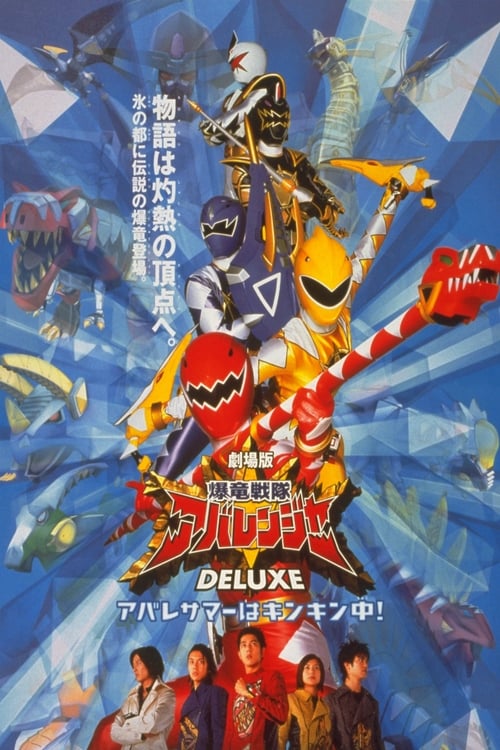 物語は灼熱の頂点へ。
氷の都に伝説の爆竜登場。
劇場版
爆竜戦隊
アバレンジャー
DELUXE
アバレサマーはキンキン中!